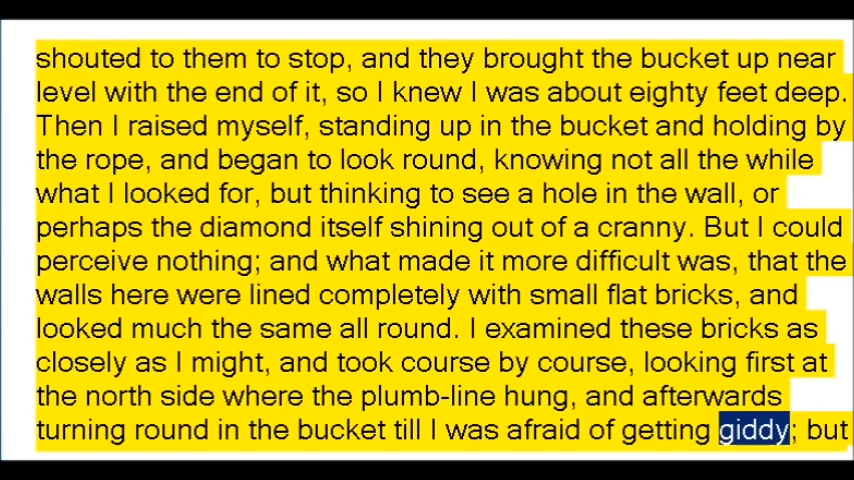 shouted to them to stop, and they brought the bucket up near
level with the end of it, so I knew I was about eighty feet deep.
Then I raised myself, standing up in the bucket and holding by
the rope, and began to look round, knowing not all the while
what I looked for, but thinking to see a hole in the wall, or
perhaps the diamond itself shining out of a cranny. But I could
perceive nothing; and what made it more difficult was, that the
walls here were lined completely with small flat bricks, and
looked much the same all round. I examined these bricks as
closely as I might, and took course by course, looking first at
the north side where the plumb-line hung, and afterwards
turning round in the bucket till I was afraid of getting giddy; but